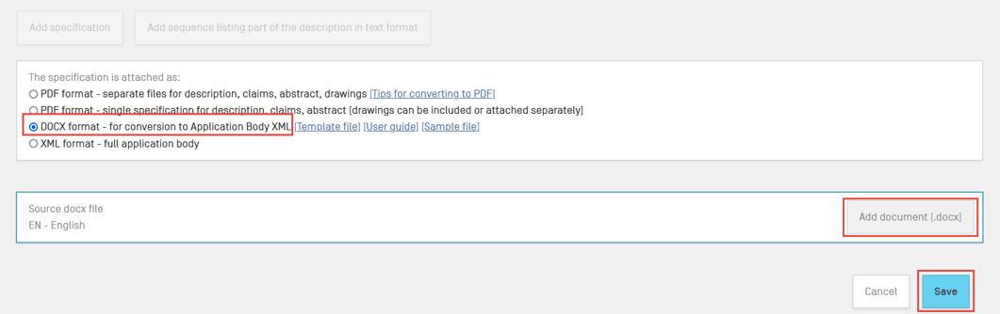 Add specification
Add sequence listing part of the description in text format
The specification is attached as:
PDF format - separate files for description, claims, abstract, drawings [Tips for converting to PDF]
PDF format - single specification for description, claims, abstract [drawings can be included or attached separately]
DOCX format - for conversion to Application Body XML [Template file] [User guide] [Sample file]
XML format - full application body
Source docx file
EN - English
Add document [.docx]
Cancel
Save